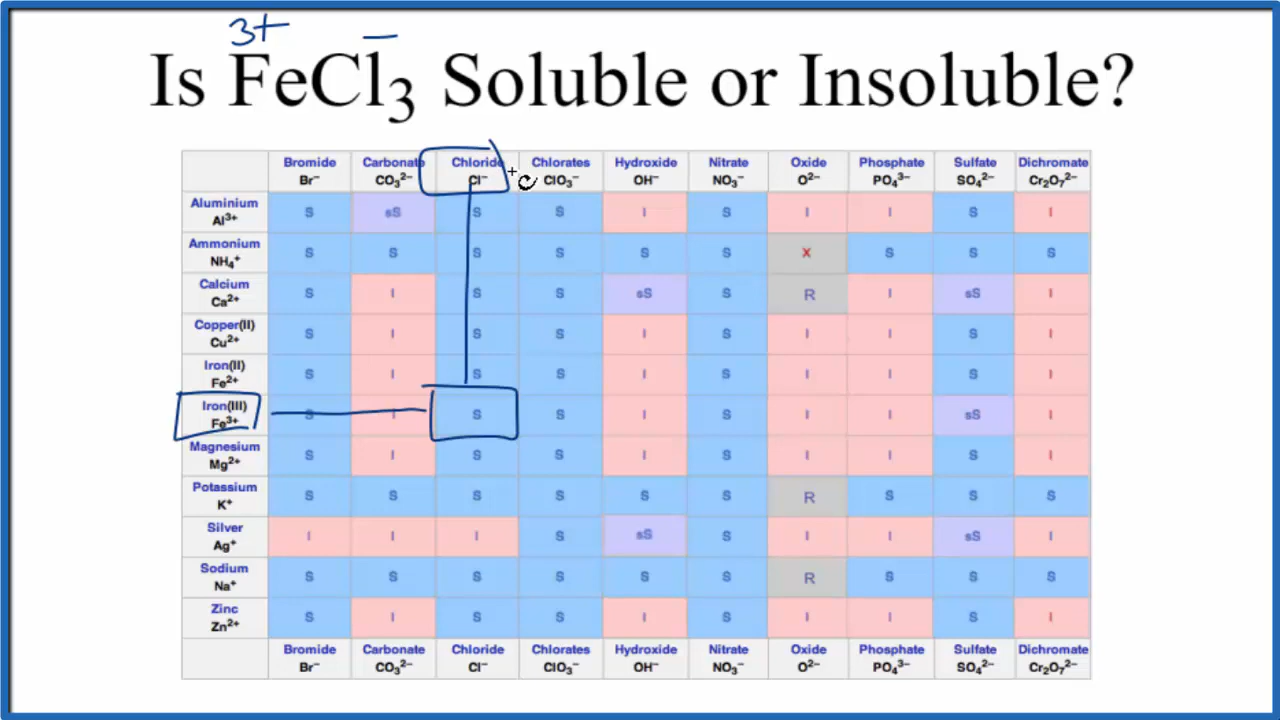 3+ −
Is FeCl₃ Soluble or Insoluble?
Bromide Carbonate Chloride Chlorates Hydroxide Nitrate Oxide Phosphate Sulfate Dichromate
Br⁻ CO₃²⁻ Cl⁻ ClO₃⁻ OH⁻ NO₃⁻ O²⁻ PO₄³⁻ SO₄²⁻ Cr₂O₇²⁻
Aluminium
Al³⁺ S sS S S I S I I S I
Ammonium
NH₄⁺ S S S S S S X S S S
Calcium
Ca²⁺ S I S S sS S R I sS I
Copper(II)
Cu²⁺ S I S S I S I I S I
Iron(II)
Fe²⁺ S I S S I S I I S I
Iron(III)
Fe³⁺ S I S S I S I I sS I
Magnesium
Mg²⁺ S I S S I S I I S I
Potassium
K⁺ S S S S S S R S S S
Silver
Ag⁺ I I I S sS S I I sS I
Sodium
Na⁺ S S S S S S R S S S
Zinc
Zn²⁺ S I S S I S I I S I
Bromide Carbonate Chloride Chlorates Hydroxide Nitrate Oxide Phosphate Sulfate Dichromate
Br⁻ CO₃²⁻ Cl⁻ ClO₃⁻ OH⁻ NO₃⁻ O²⁻ PO₄³⁻ SO₄²⁻ Cr₂O₇²⁻